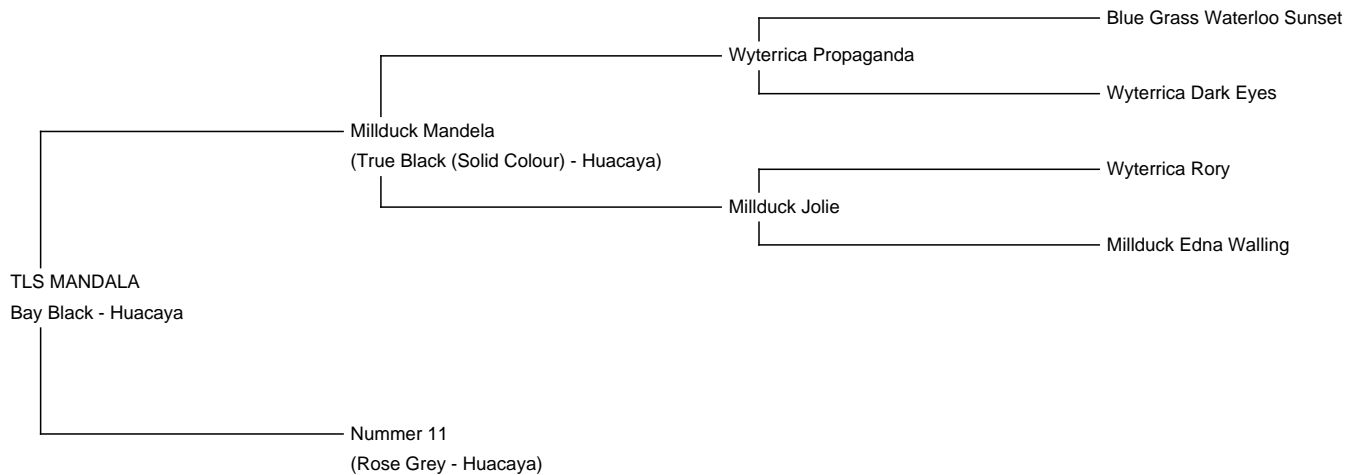 Blue Grass Waterloo Sunset
Wyterrica Propaganda
Wyterrica Dark Eyes
Millduck Mandela
(True Black (Solid Colour) - Huacaya)
Wyterrica Rory
Millduck Jolie
Millduck Edna Walling
TLS MANDALA
Bay Black - Huacaya
Nummer 11
(Rose Grey - Huacaya)